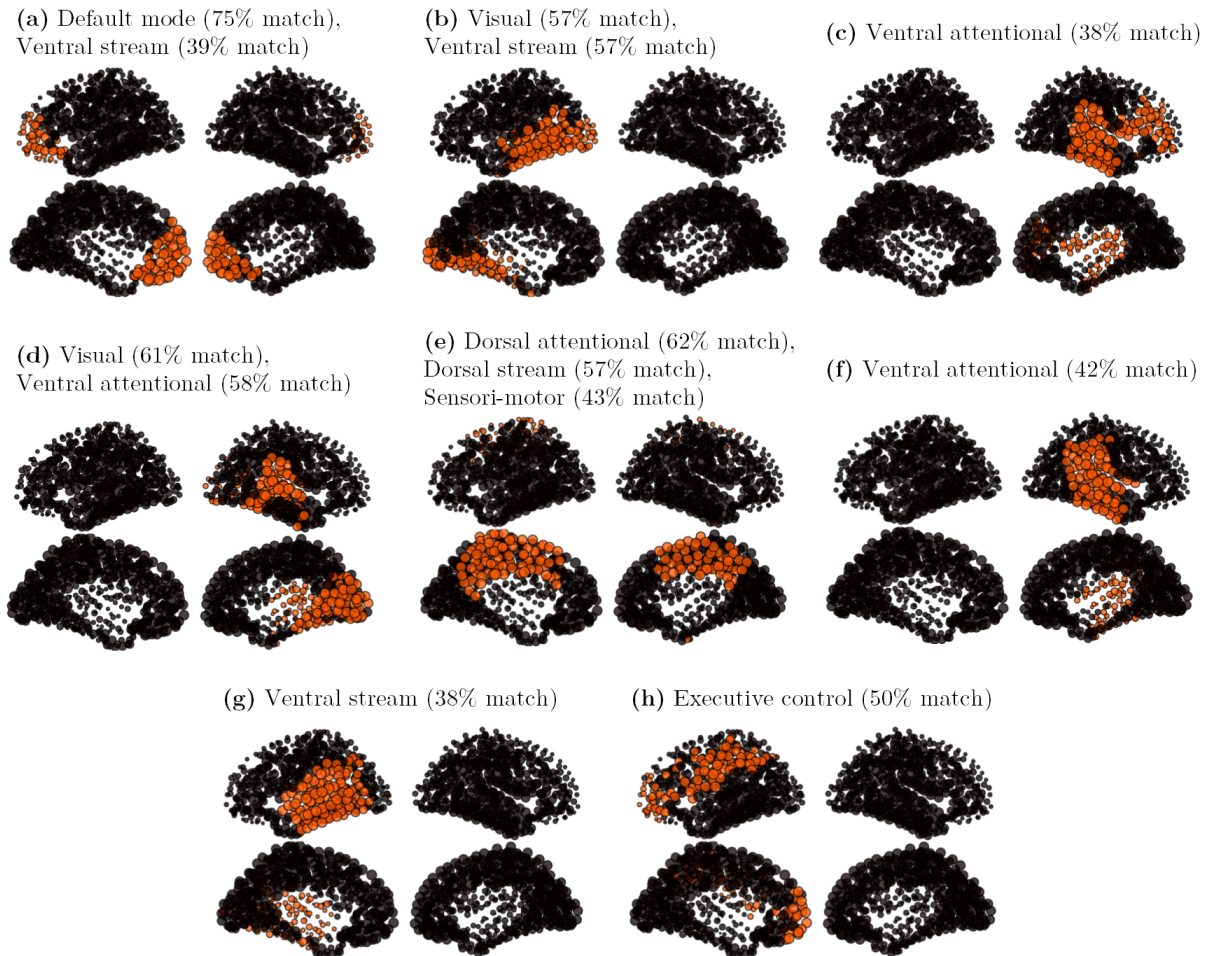 (a) Default mode (75% match),
Ventral stream (39% match)
(b) Visual (57% match),
Ventral stream (57% match)
(c) Ventral attentional (38% match)
(d) Visual (61% match),
Ventral attentional (58% match)
(e) Dorsal attentional (62% match),
Dorsal stream (57% match),
Sensori-motor (43% match)
(f) Ventral attentional (42% match)
(g) Ventral stream (38% match)
(h) Executive control (50% match)